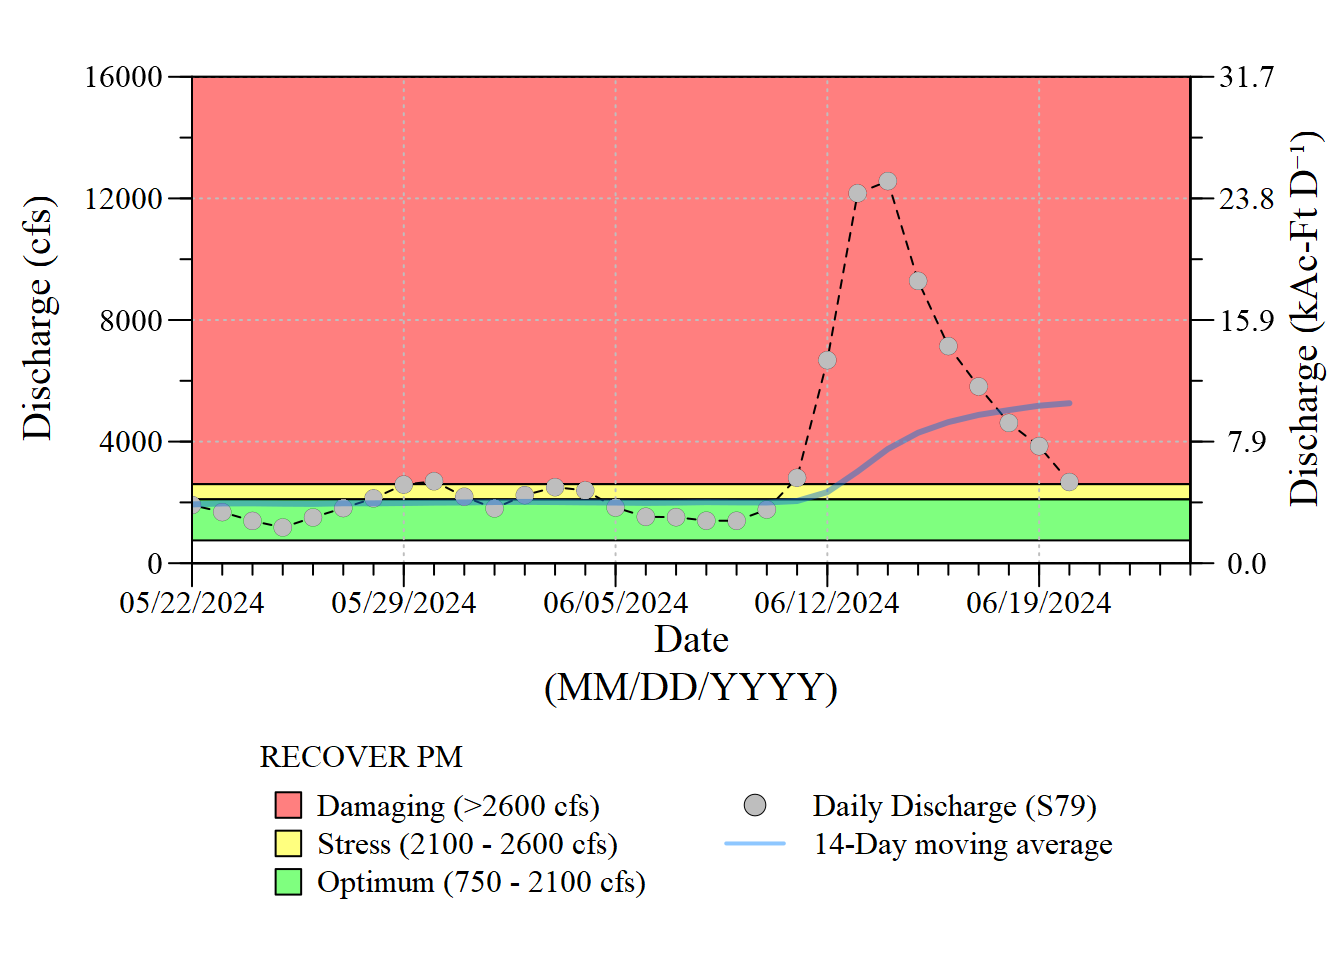 16000
12000
8000
4000
0
Discharge (cfs)
31.7
23.8
15.9
7.9
0.0
Discharge (kAc-Ft D⁻¹)
05/22/2024 05/29/2024 06/05/2024 06/12/2024 06/19/2024
Date
(MM/DD/YYYY)
RECOVER PM
Damaging (>2600 cfs)
Stress (2100 - 2600 cfs)
Optimum (750 - 2100 cfs)
Daily Discharge (S79)
14-Day moving average